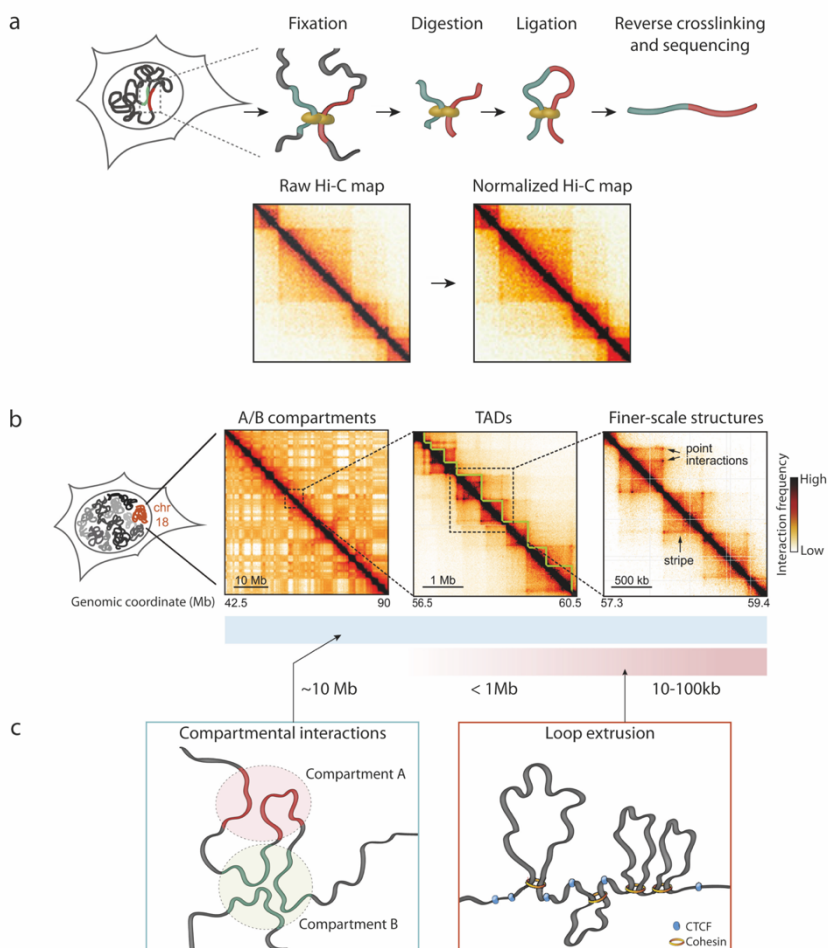 a
Fixation
Digestion
Ligation
Reverse crosslinking
and sequencing
Raw Hi-C map
Normalized Hi-C map
b
A/B compartments
TADs
Finer-scale structures
chr
18
point
interactions
stripe
10 Mb
1 Mb
500 kb
High
Low
Interaction frequency
Genomic coordinate (Mb)
42.5
90
56.5
60.5
57.3
59.4
~10 Mb
< 1Mb
10-100kb
c
Compartmental interactions
Compartment A
Compartment B
Loop extrusion
CTCF
Cohesin